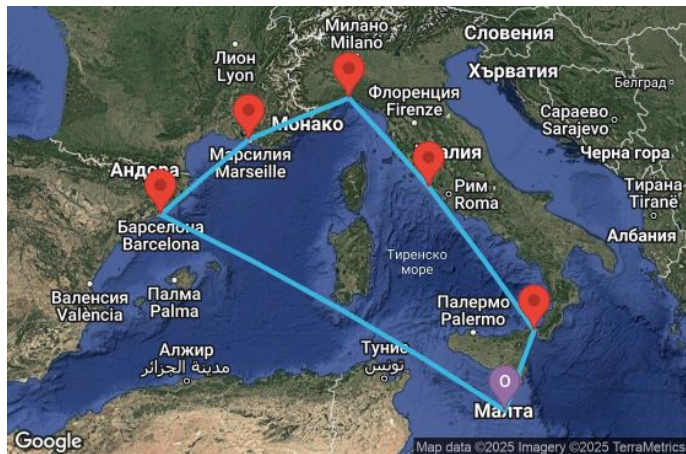 Милано
Milano
Словения
Лион
Lyon
Хърватия
Белград
Флоренция
Firenze
Монако
Сараево
Sarajevo
Марсилия
Marseille
Черна гора
Андора
Рим
Roma
Тирана
Tiranë
Барселона
Barcelona
Албания
Тиренско
море
Валенсия
València
Палма
Palma
Палермо
Palermo
Алжир
مدينة الجزائر
Тунис
تونس
O
Малта
Google
Map data ©2025 Imagery ©2025 TerraMetrics